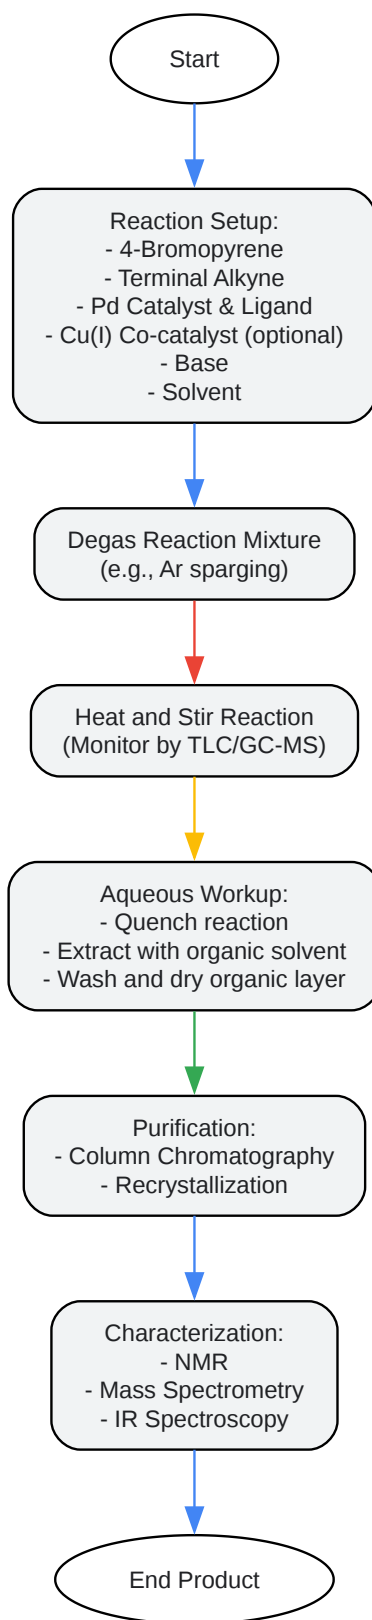 Start
Reaction Setup:
- 4-Bromopyrene
- Terminal Alkyne
- Pd Catalyst & Ligand
- Cu(I) Co-catalyst (optional)
- Base
- Solvent
Degas Reaction Mixture
(e.g., Ar sparging)
Heat and Stir Reaction
(Monitor by TLC/GC-MS)
Aqueous Workup:
- Quench reaction
- Extract with organic solvent
- Wash and dry organic layer
Purification:
- Column Chromatography
- Recrystallization
Characterization:
- NMR
- Mass Spectrometry
- IR Spectroscopy
End Product